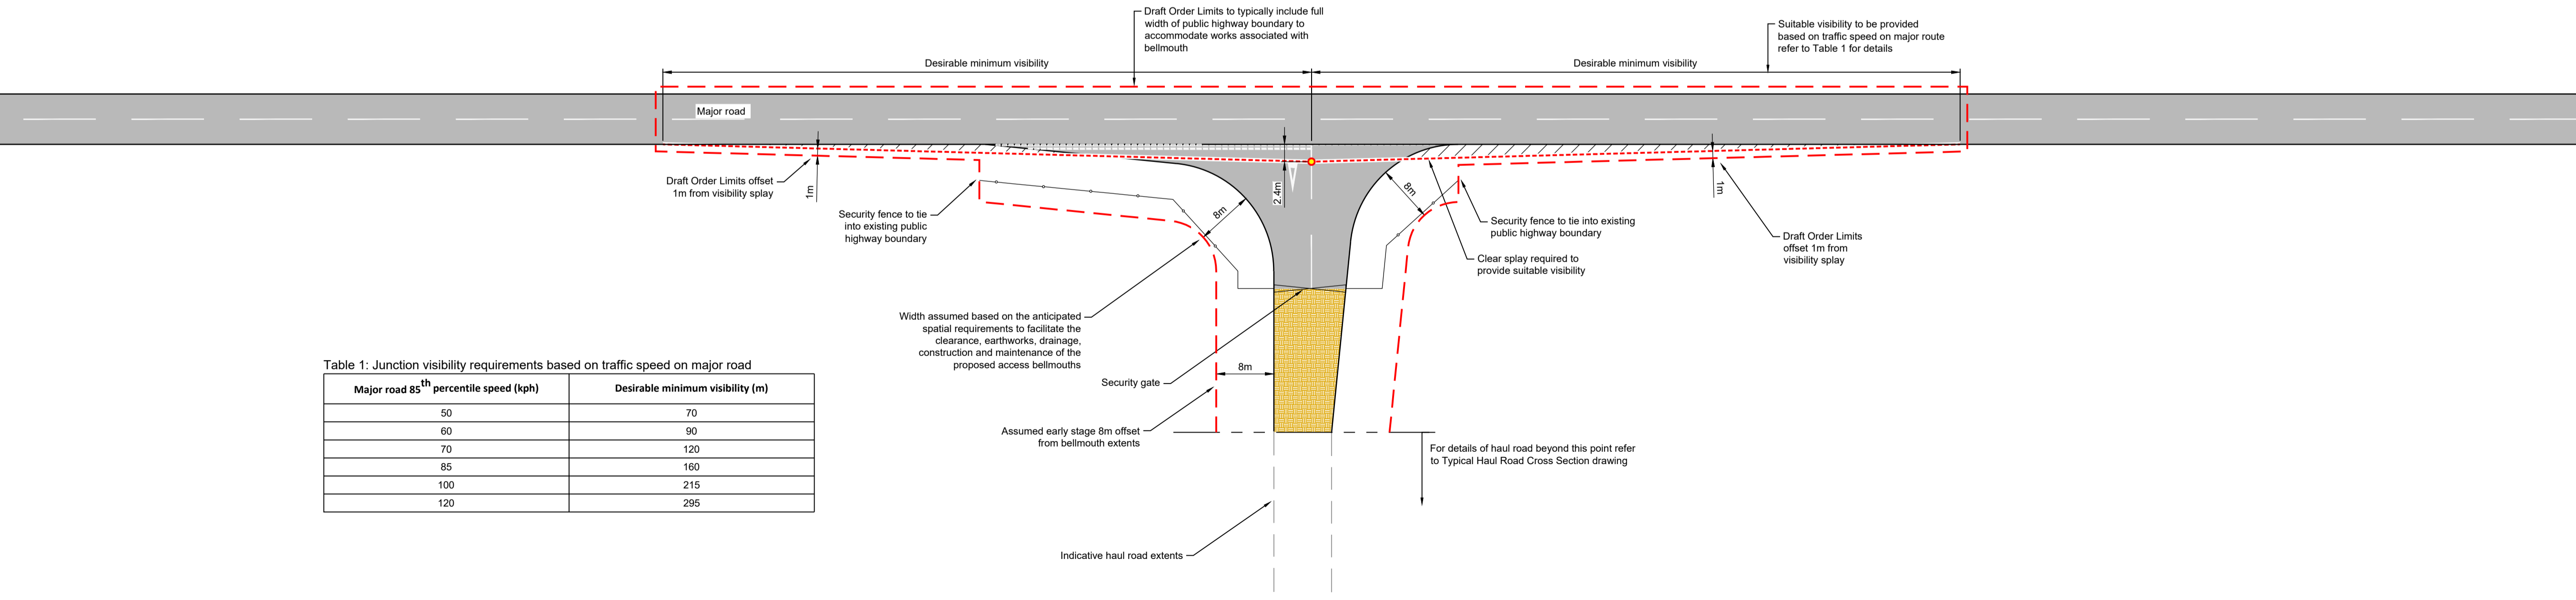 Draft Order Limits to typically include full
width of public highway boundary to
accommodate works associated with
bellmouth
Suitable visibility to be provided
based on traffic speed on major route
refer to Table 1 for details
Desirable minimum visibility
Desirable minimum visibility
Major road
Draft Order Limits offset
1m from visibility splay
1m
2.4m
8m
8m
1m
Security fence to tie
into existing public
highway boundary
Security fence to tie into existing
public highway boundary
Draft Order Limits
offset 1m from
visibility splay
Clear splay required to
provide suitable visibility
Width assumed based on the anticipated
spatial requirements to facilitate the
clearance, earthworks, drainage,
construction and maintenance of the
proposed access bellmouths
Security gate
8m
Assumed early stage 8m offset
from bellmouth extents
For details of haul road beyond this point refer
to Typical Haul Road Cross Section drawing
Indicative haul road extents
Table 1: Junction visibility requirements based on traffic speed on major road
Major road 85th percentile speed (kph) Desirable minimum visibility (m)
50 70
60 90
70 120
85 160
100 215
120 295